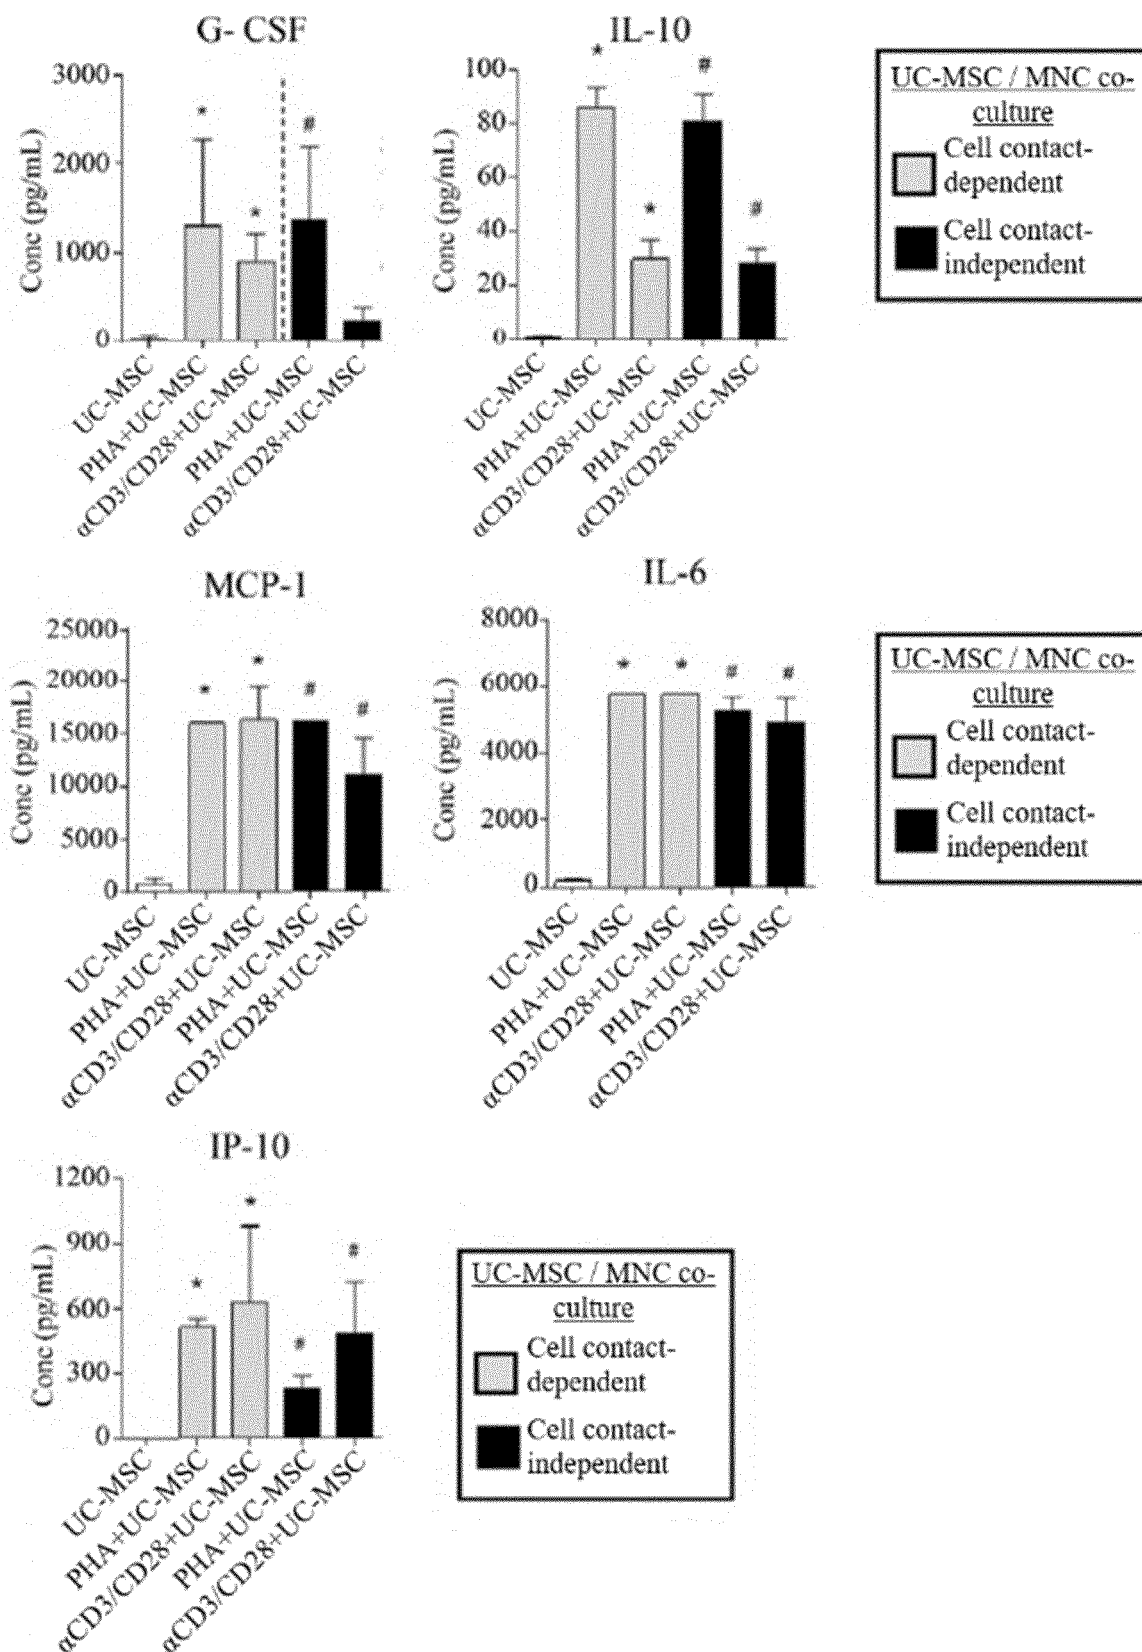 G- CSF
Conc (pg/mL)
3000
2000
1000
0
*
*
#
UC-MSC
PHA+UC-MSC
αCD3/CD28+UC-MSC
PHA+UC-MSC
αCD3/CD28+UC-MSC
IL-10
Conc (pg/mL)
100
80
60
40
20
0
*
*
#
#
UC-MSC
PHA+UC-MSC
αCD3/CD28+UC-MSC
PHA+UC-MSC
αCD3/CD28+UC-MSC
UC-MSC / MNC co-
culture
Cell contact-
dependent
Cell contact-
independent
MCP-1
Conc (pg/mL)
25000
20000
15000
10000
5000
0
*
*
#
#
UC-MSC
PHA+UC-MSC
αCD3/CD28+UC-MSC
PHA+UC-MSC
αCD3/CD28+UC-MSC
IL-6
Conc (pg/mL)
8000
6000
4000
2000
0
*
*
#
#
UC-MSC
PHA+UC-MSC
αCD3/CD28+UC-MSC
PHA+UC-MSC
αCD3/CD28+UC-MSC
UC-MSC / MNC co-
culture
Cell contact-
dependent
Cell contact-
independent
IP-10
Conc (pg/mL)
1200
900
600
300
0
*
*
#
#
UC-MSC
PHA+UC-MSC
αCD3/CD28+UC-MSC
PHA+UC-MSC
αCD3/CD28+UC-MSC
UC-MSC / MNC co-
culture
Cell contact-
dependent
Cell contact-
independent